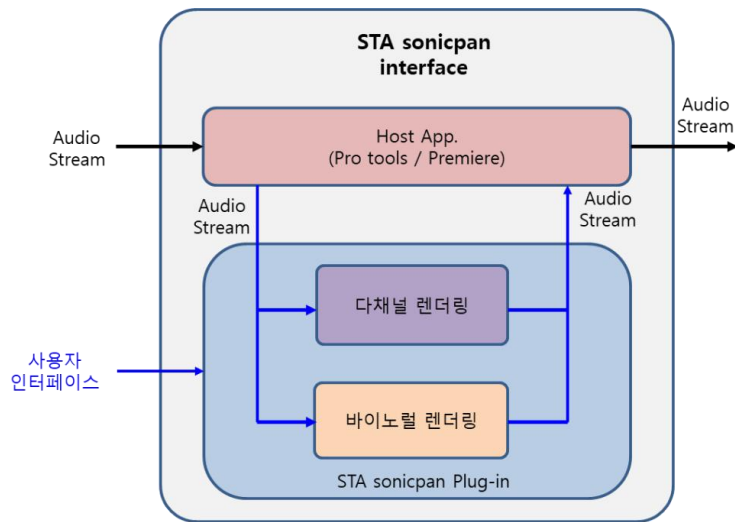 STA sonicpan
interface
Audio
Stream
Host App.
(Pro tools / Premiere)
Audio
Stream
Audio
Stream
Audio
Stream
다채널 렌더링
사용자
인터페이스
바이노럴 렌더링
STA sonicpan Plug-in